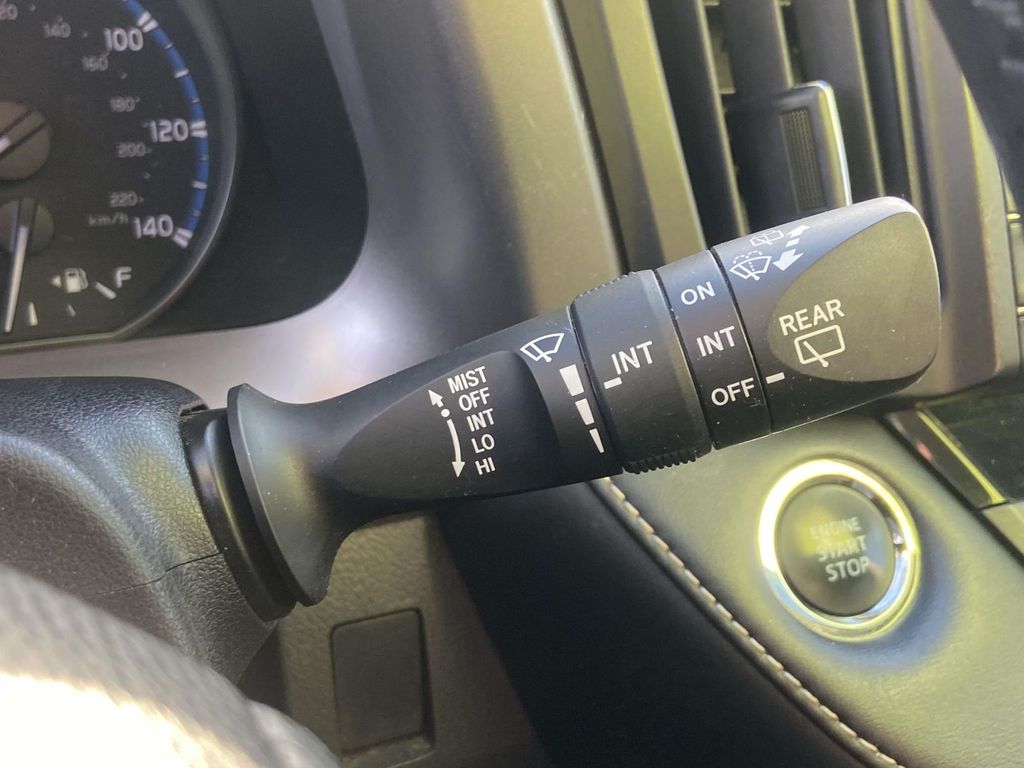 100
120
140
140
160
180
200
220
km/h
F
MIST
OFF
INT
LO
HI
INT
ON
INT
OFF
REAR
ENGINE
START
STOP